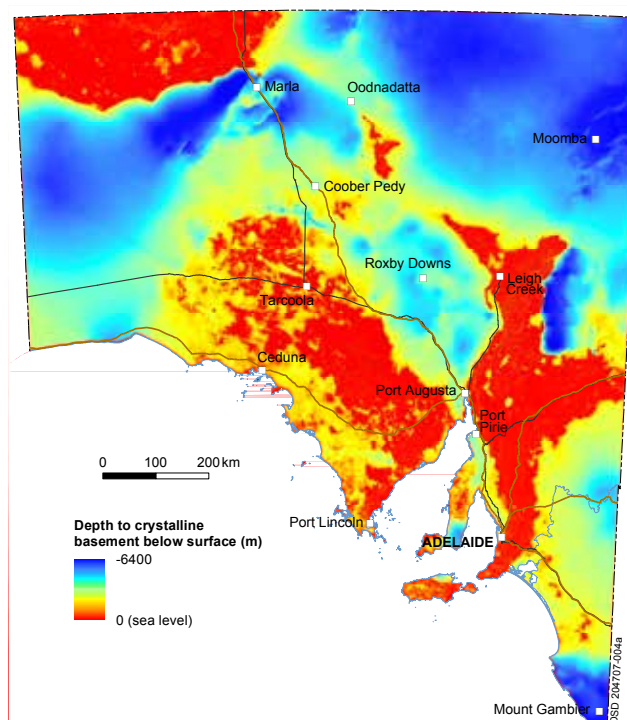 Marla
Oodnadatta
Moomba
Coober Pedy
Roxby Downs
Leigh
Creek
Tarcoola
Ceduna
Port Augusta
Port
Pirie
0 100 200 km
Port Lincoln
Depth to crystalline
basement below surface (m)
ADELAIDE
-6400
0 (sea level)
Mount Gambier
DSD 204707-004a